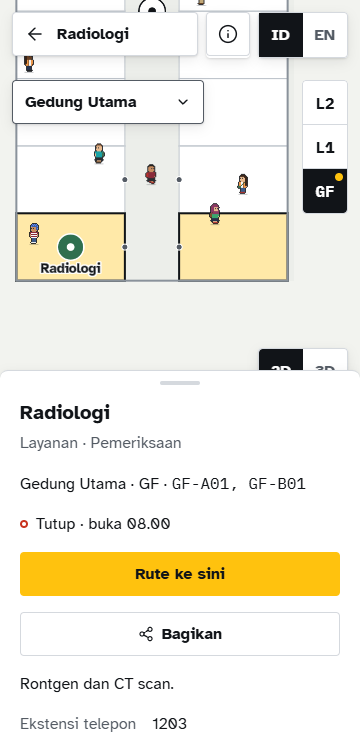 Radiologi
ID
EN
Gedung Utama
L2
L1
GF
Radiologi
Radiologi
Layanan · Pemeriksaan
Gedung Utama · GF · GF-A01, GF-B01
Tutup · buka 08.00
Rute ke sini
Bagikan
Rontgen dan CT scan.
Ekstensi telepon 1203